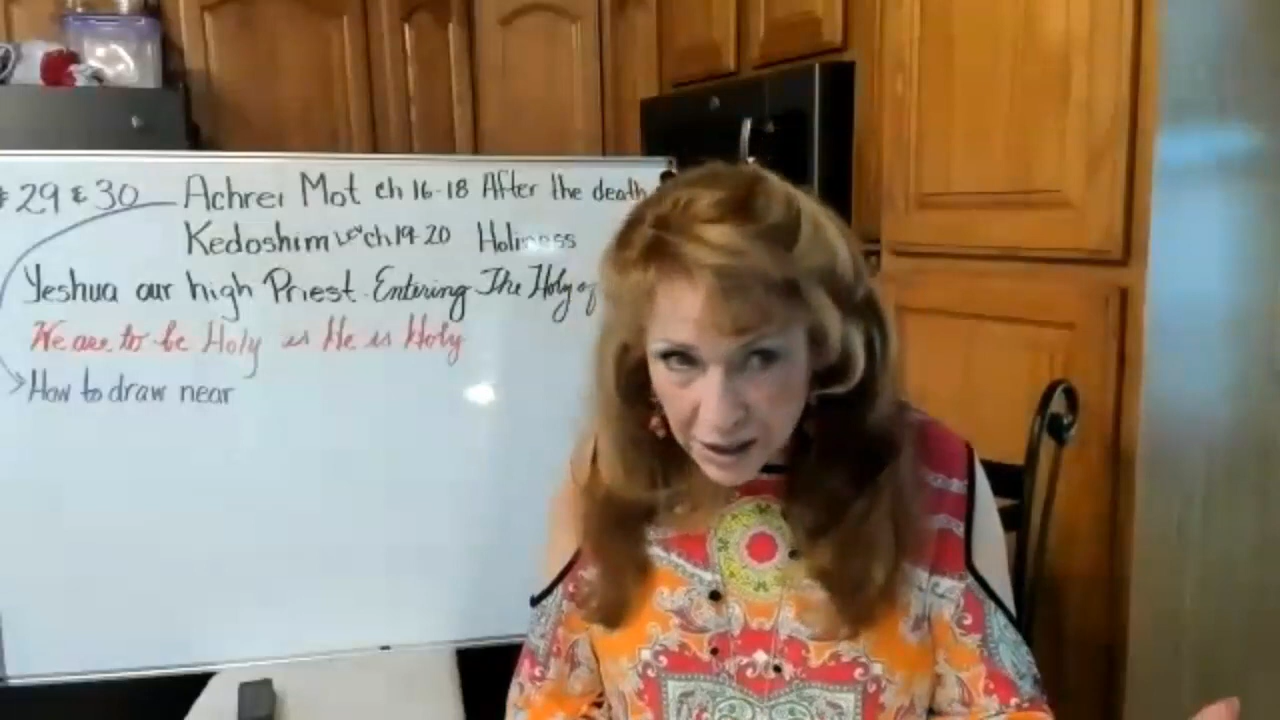 #29 & 30 Achrei Mot ch 16-18 After the death
Kedoshim Lev ch 19-20 Holiness
Yeshua our high Priest. Entering The Holy of
We are to be Holy as He is Holy
How to draw near